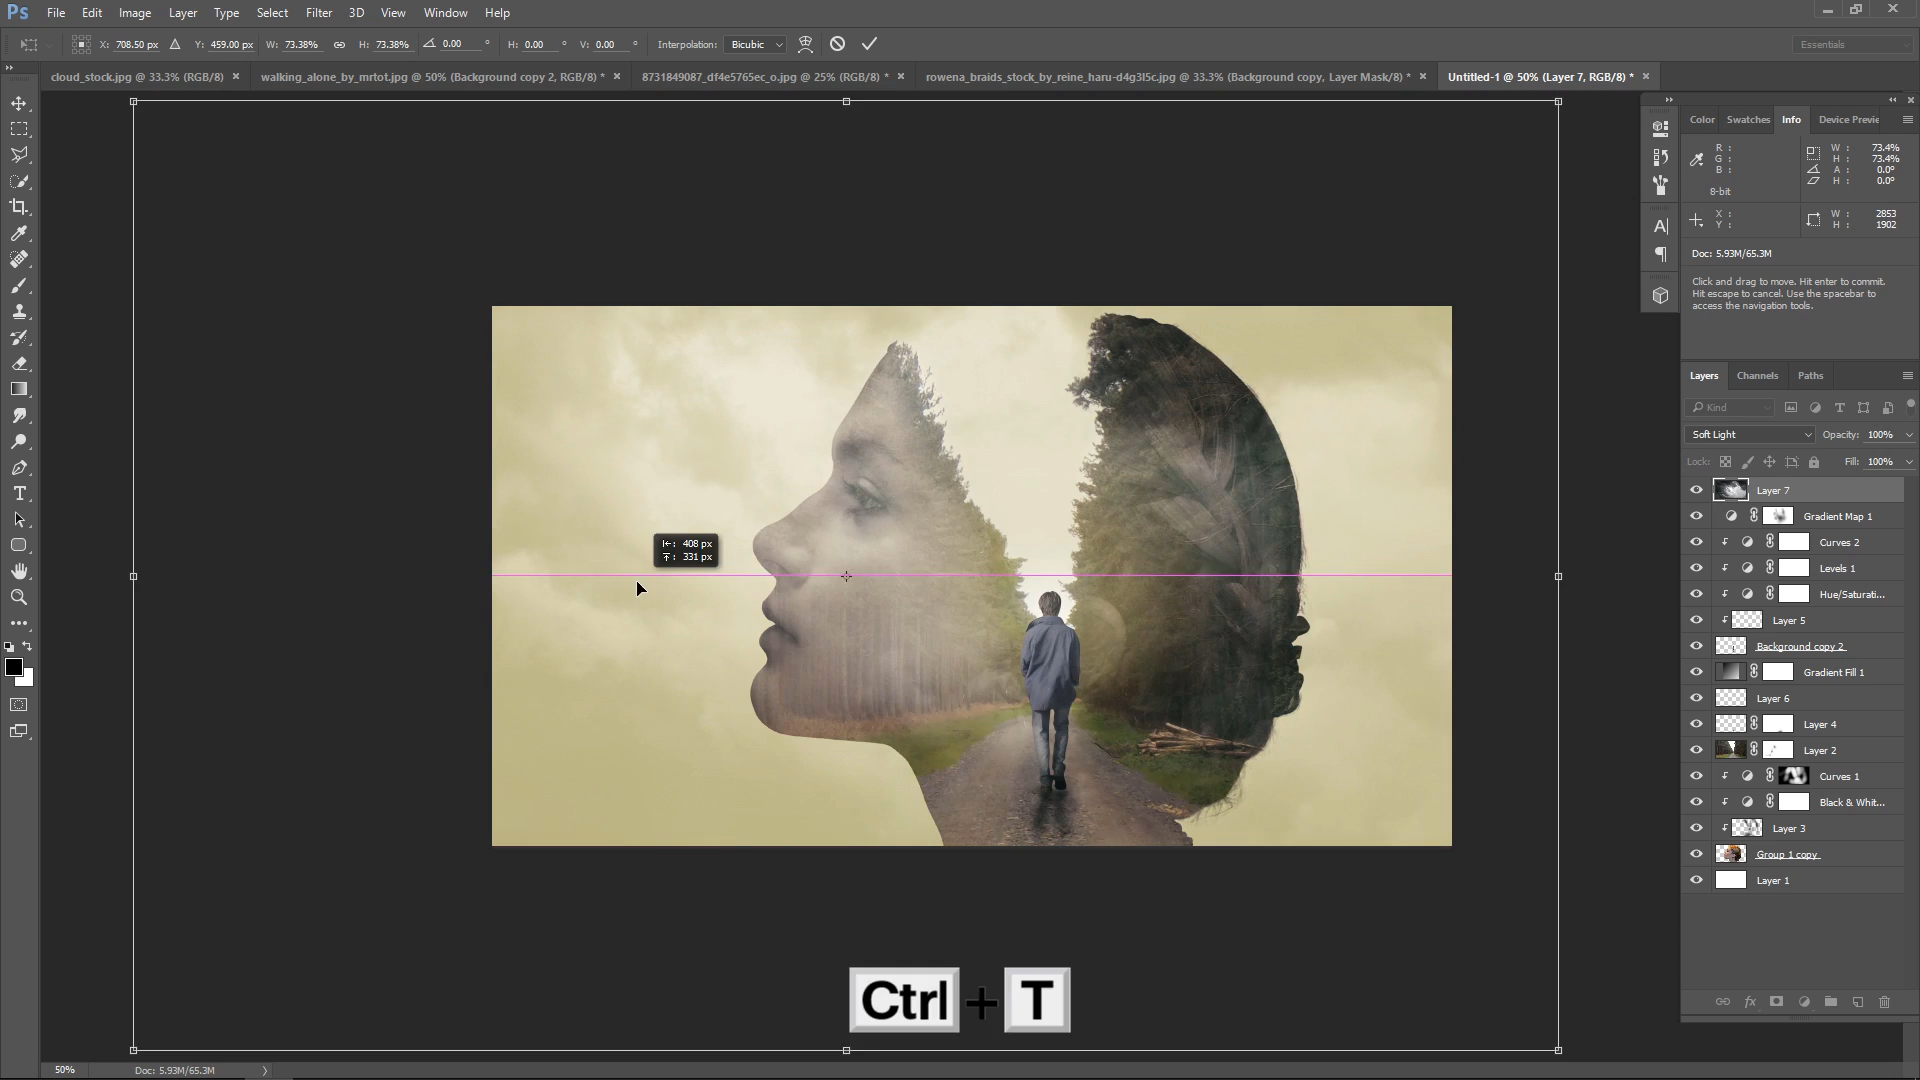 Ps File Edit Image Layer Type Select Filter 3D View Window Help
X: 708.50 px Y: 459.00 px W: 73.38% H: 73.38% 0.00 ° H: 0.00 ° V: 0.00 ° Interpolation: Bicubic Essentials
cloud_stock.jpg @ 33.3% (RGB/8) × walking_alone_by_mrtot.jpg @ 50% (Background copy 2, RGB/8) * × 8731849087_df4e5765ec_o.jpg @ 25% (RGB/8) * × rowena_braids_stock_by_reine_haru-d4g3l5c.jpg @ 33.3% (Background copy, Layer Mask/8) * × Untitled-1 @ 50% (Layer 7, RGB/8) * ×
Color Swatches Info Device Previe
R : W : 73.4%
G : H : 73.4%
B : A : 0.0°
H : 0.0°
8-bit
X : W : 2853
Y : H : 1902
Doc: 5.93M/65.3M
Click and drag to move. Hit enter to commit.
Hit escape to cancel. Use the spacebar to
access the navigation tools.
Layers Channels Paths
Kind
Soft Light Opacity: 100%
Lock: Fill: 100%
Layer 7
Gradient Map 1
Curves 2
Levels 1
Hue/Saturati...
Layer 5
Background copy 2
Gradient Fill 1
Layer 6
Layer 4
Layer 2
Curves 1
Black & Whit...
Layer 3
Group 1 copy
Layer 1
fx
408 px
331 px
Ctrl + T
50% Doc: 5.93M/65.3M